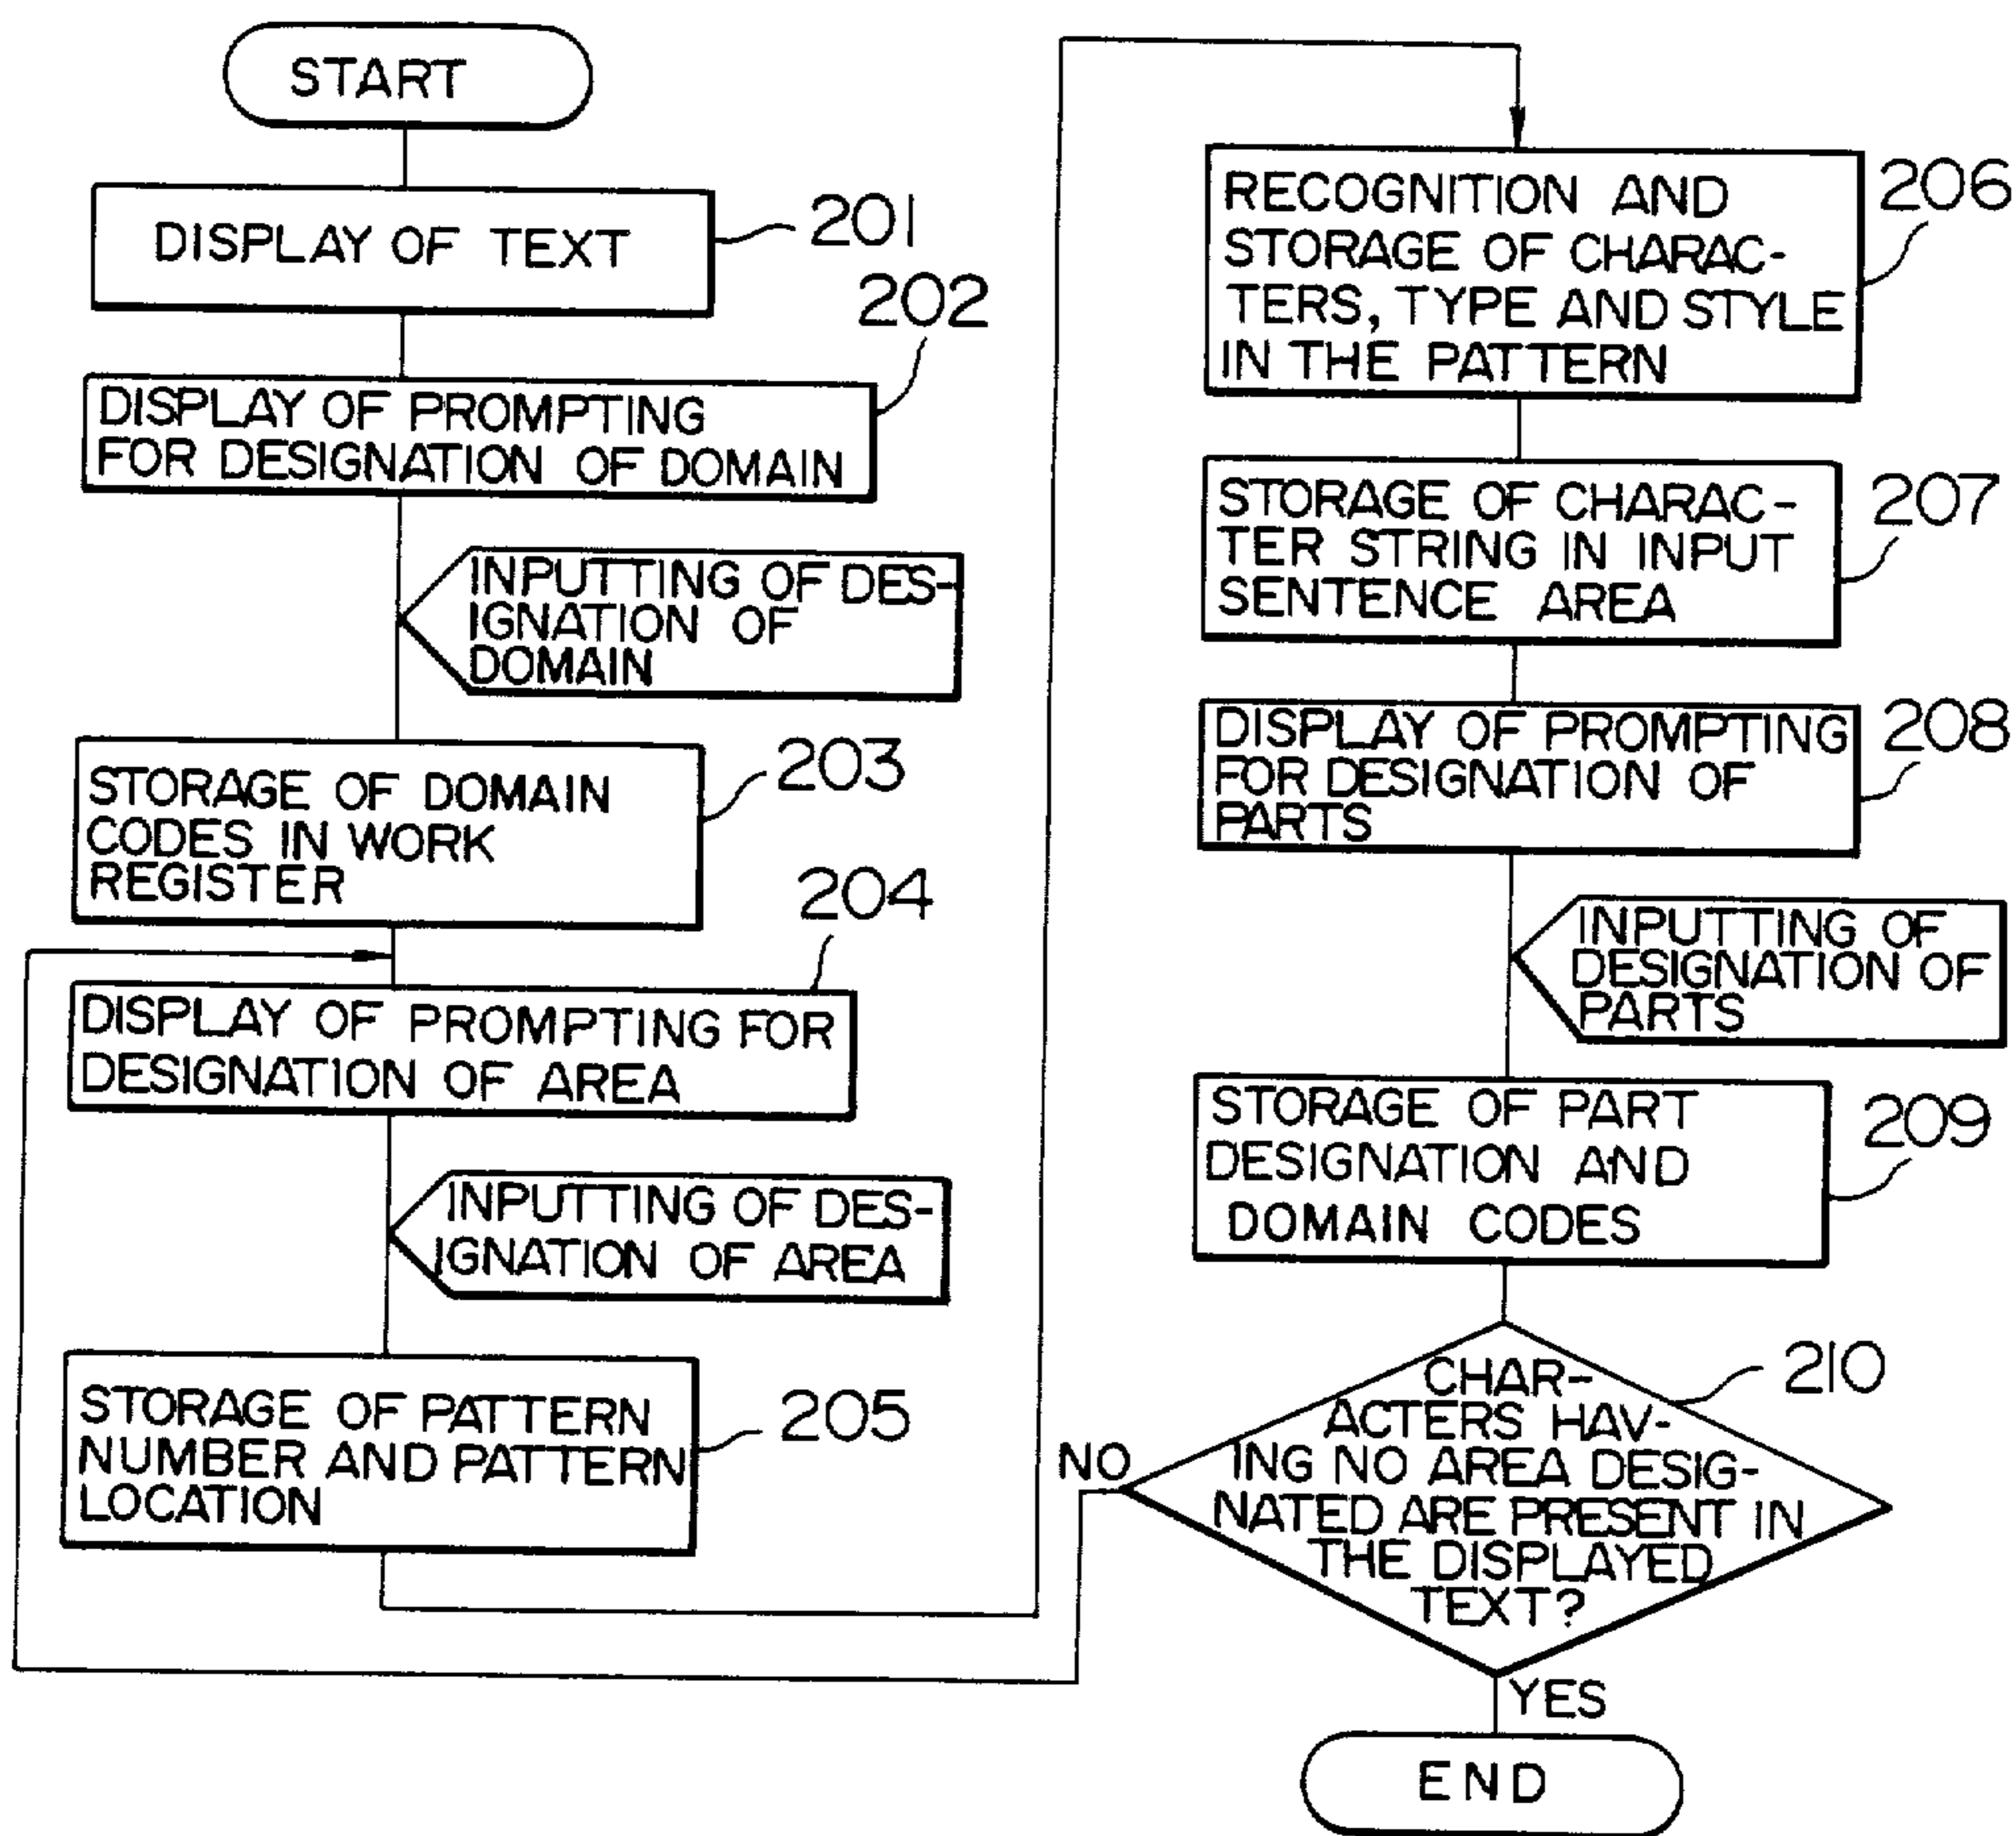 START
DISPLAY OF TEXT
201
202
DISPLAY OF PROMPTING
FOR DESIGNATION OF DOMAIN
INPUTTING OF DES-
IGNATION OF
DOMAIN
203
STORAGE OF DOMAIN
CODES IN WORK
REGISTER
204
DISPLAY OF PROMPTING FOR
DESIGNATION OF AREA
INPUTTING OF DES-
IGNATION OF AREA
205
STORAGE OF PATTERN
NUMBER AND PATTERN
LOCATION
206
RECOGNITION AND
STORAGE OF CHARAC-
TERS, TYPE AND STYLE
IN THE PATTERN
207
STORAGE OF CHARAC-
TER STRING IN INPUT
SENTENCE AREA
208
DISPLAY OF PROMPTING
FOR DESIGNATION OF
PARTS
INPUTTING OF
DESIGNATION OF
PARTS
209
STORAGE OF PART
DESIGNATION AND
DOMAIN CODES
210
CHAR-
ACTERS HAV-
ING NO AREA DESIG-
NATED ARE PRESENT IN
THE DISPLAYED
TEXT?
NO
YES
END